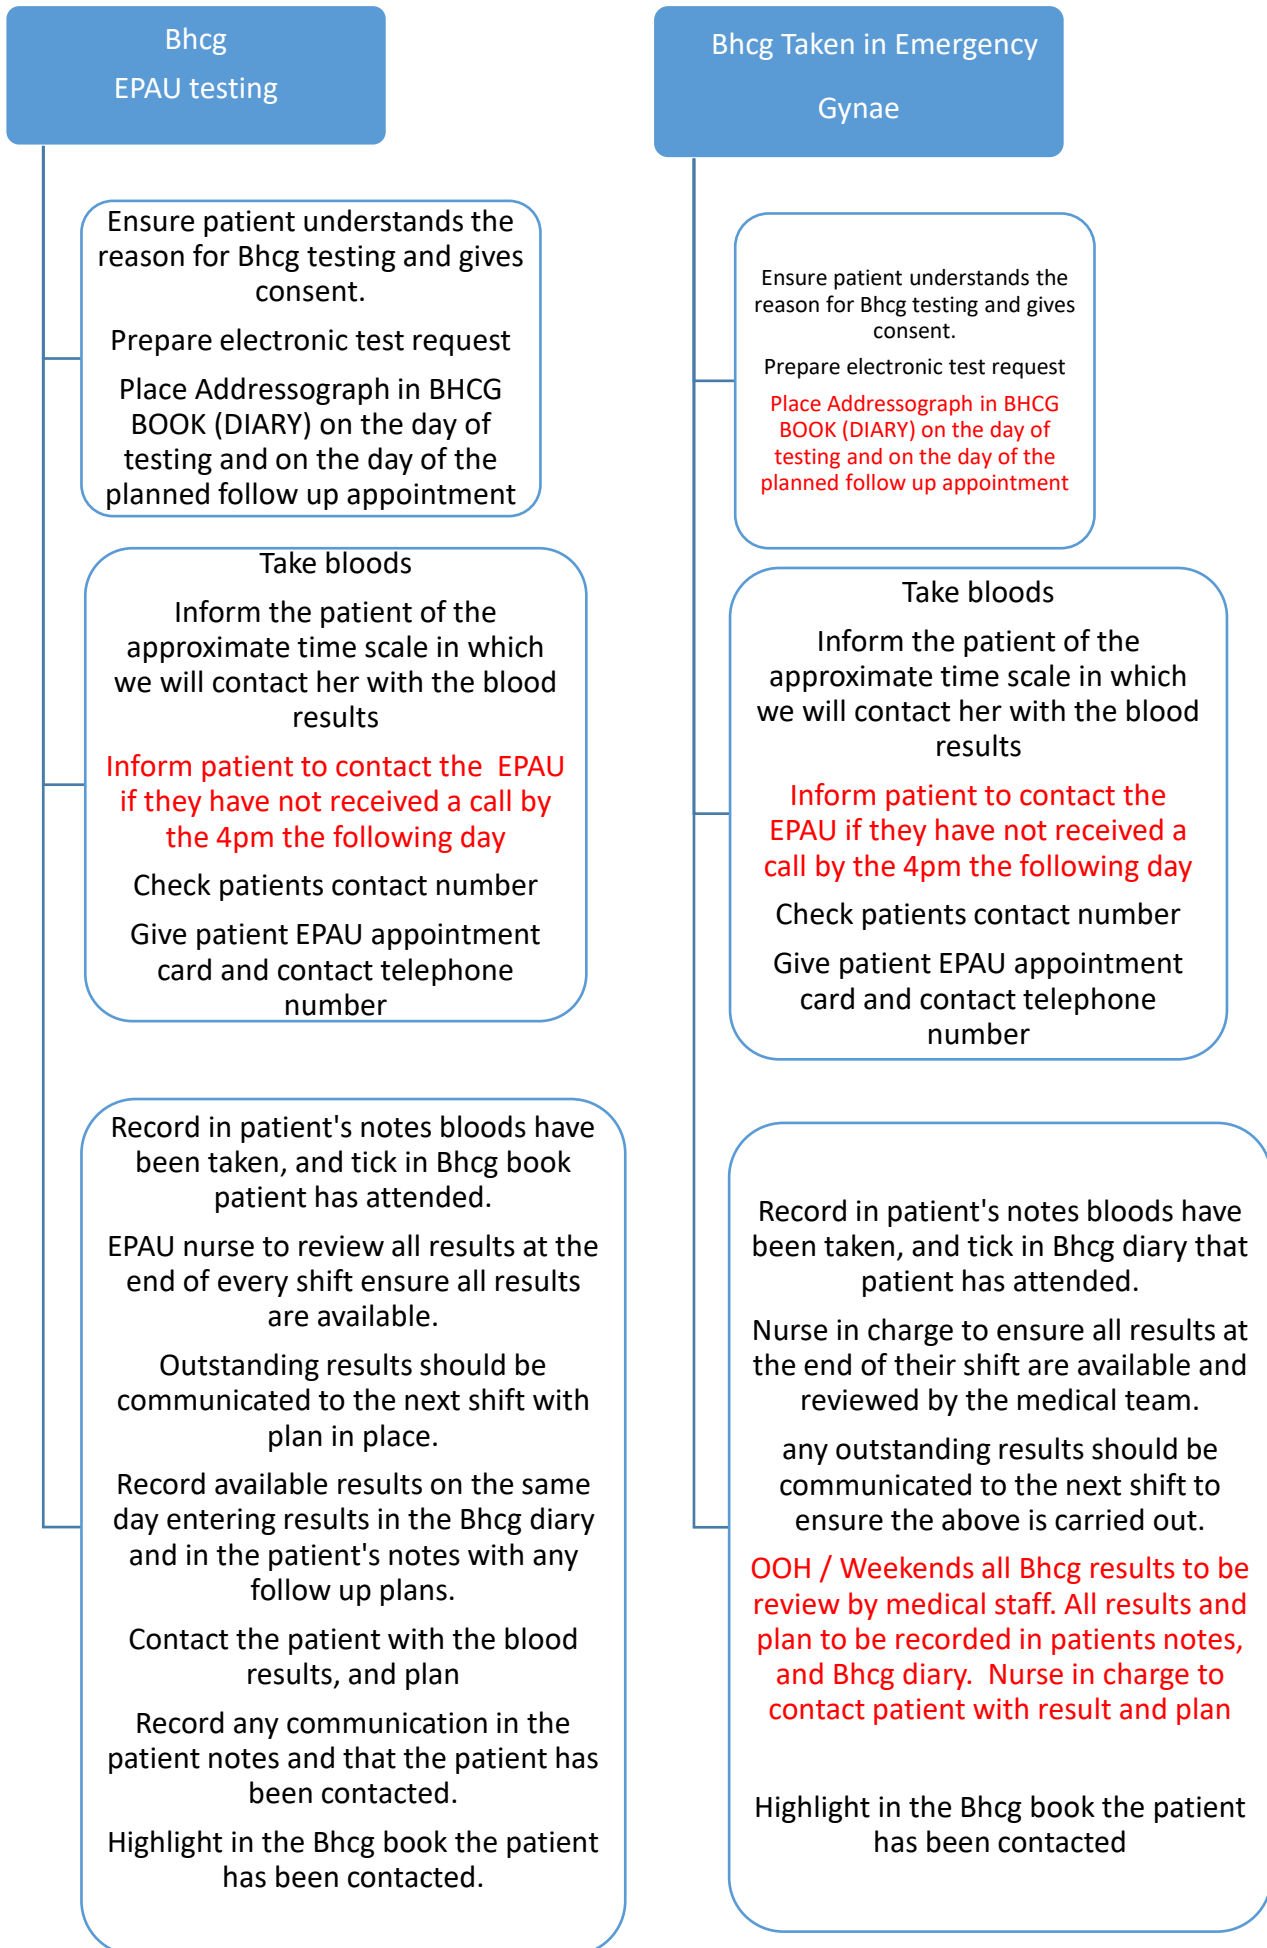 Bhcg
EPAU testing
Ensure patient understands the
reason for Bhcg testing and gives
consent.
Prepare electronic test request
Place Addressograph in BHCG
BOOK (DIARY) on the day of
testing and on the day of the
planned follow up appointment
Take bloods
Inform the patient of the
approximate time scale in which
we will contact her with the blood
results
Inform patient to contact the  EPAU
if they have not received a call by
the 4pm the following day
Check patients contact number
Give patient EPAU appointment
card and contact telephone
number
Record in patient's notes bloods have
been taken, and tick in Bhcg book
patient has attended.
EPAU nurse to review all results at the
end of every shift ensure all results
are available.
Outstanding results should be
communicated to the next shift with
plan in place.
Record available results on the same
day entering results in the Bhcg diary
and in the patient's notes with any
follow up plans.
Contact the patient with the blood
results, and plan
Record any communication in the
patient notes and that the patient has
been contacted.
Highlight in the Bhcg book the patient
has been contacted.
Bhcg Taken in Emergency
Gynae
Ensure patient understands the
reason for Bhcg testing and gives
consent.
Prepare electronic test request
Place Addressograph in BHCG
BOOK (DIARY) on the day of
testing and on the day of the
planned follow up appointment
Take bloods
Inform the patient of the
approximate time scale in which
we will contact her with the blood
results
Inform patient to contact the
EPAU if they have not received a
call by the 4pm the following day
Check patients contact number
Give patient EPAU appointment
card and contact telephone
number
Record in patient's notes bloods have
been taken, and tick in Bhcg diary that
patient has attended.
Nurse in charge to ensure all results at
the end of their shift are available and
reviewed by the medical team.
any outstanding results should be
communicated to the next shift to
ensure the above is carried out.
OOH / Weekends all Bhcg results to be
review by medical staff. All results and
plan to be recorded in patients notes,
and Bhcg diary.  Nurse in charge to
contact patient with result and plan
Highlight in the Bhcg book the patient
has been contacted